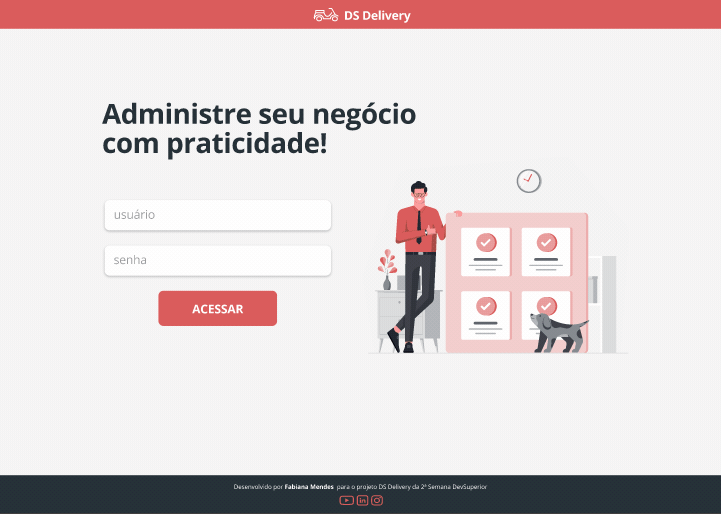 DS Delivery
Administre seu negócio
com praticidade!
usuário
senha
ACESSAR
Desenvolvido por Fabiana Mendes para o projeto DS Delivery da 2ª Semana DevSuperior